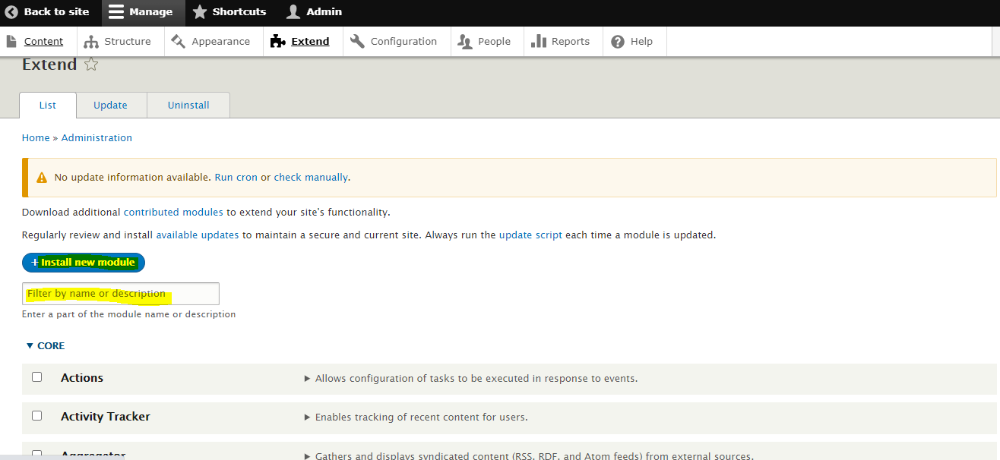 Back to site Manage Shortcuts Admin
Content Structure Appearance Extend Configuration People Reports Help
Extend
List Update Uninstall
Home » Administration
No update information available. Run cron or check manually.
Download additional contributed modules to extend your site's functionality.
Regularly review and install available updates to maintain a secure and current site. Always run the update script each time a module is updated.
+ Install new module
Filter by name or description
Enter a part of the module name or description
▼ CORE
Actions ► Allows configuration of tasks to be executed in response to events.
Activity Tracker ► Enables tracking of recent content for users.
Aggregator ► Gathers and displays syndicated content (RSS, RDF, and Atom feeds) from external sources.